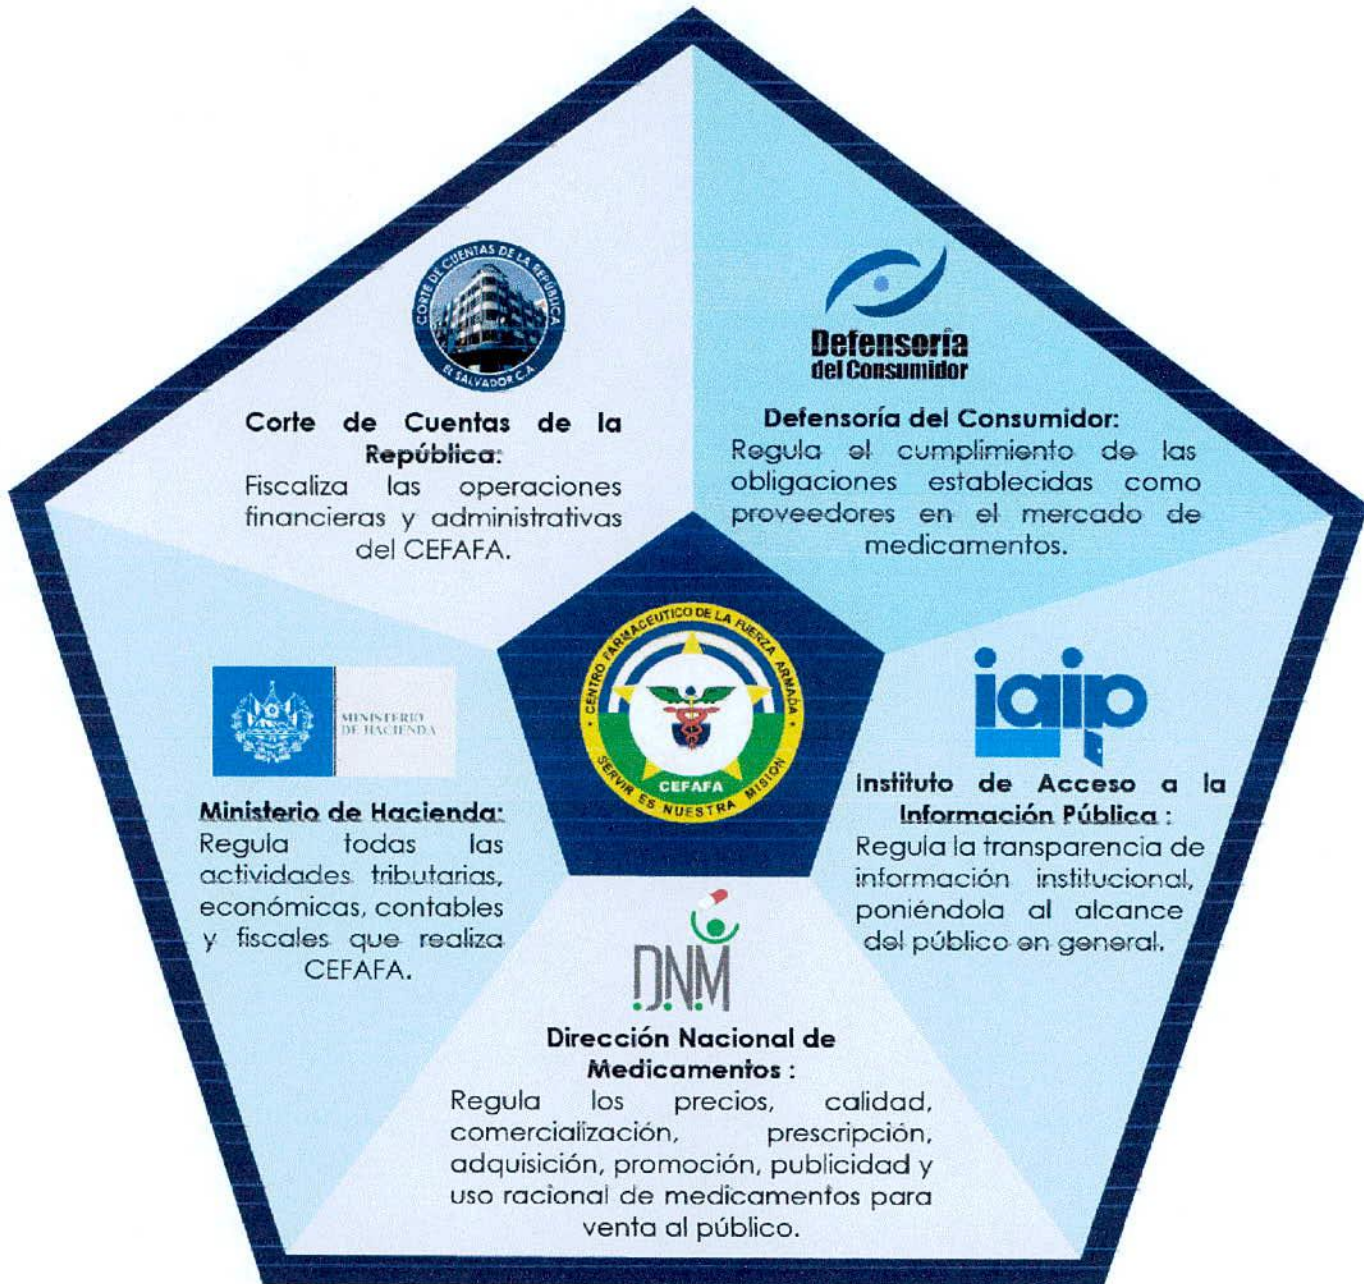 CORTE DE CUENTAS DE LA REPÚBLICA
EL SALVADOR C.A.
Corte de Cuentas de la
República:
Fiscaliza las operaciones
financieras y administrativas
del CEFAFA.
Defensoría
del Consumidor
Defensoría del Consumidor:
Regula el cumplimiento de las
obligaciones establecidas como
proveedores en el mercado de
medicamentos.
CENTRO FARMACEUTICO DE LA FUERZA ARMADA
CEFAFA
SERVIR ES NUESTRA MISION
MINISTERIO
DE HACIENDA
Ministerio de Hacienda:
Regula todas las
actividades tributarias,
económicas, contables
y fiscales que realiza
CEFAFA.
iaip
Instituto de Acceso a la
Información Pública :
Regula la transparencia de
información institucional,
poniéndola al alcance
del público en general.
DNM
Dirección Nacional de
Medicamentos :
Regula los precios, calidad,
comercialización, prescripción,
adquisición, promoción, publicidad y
uso racional de medicamentos para
venta al público.